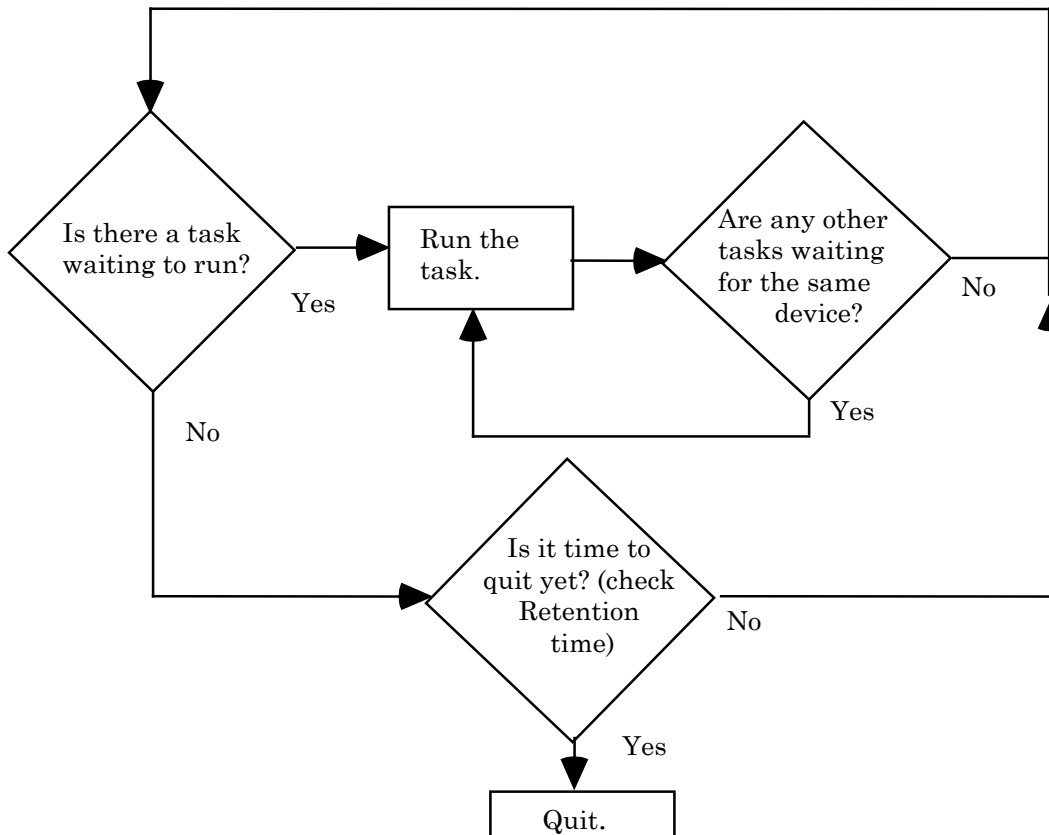 Is there a task
waiting to run?
Yes
No
Run the
task.
Are any other
tasks waiting
for the same
device?
No
Yes
Is it time to
quit yet? (check
Retention
time)
No
Yes
Quit.